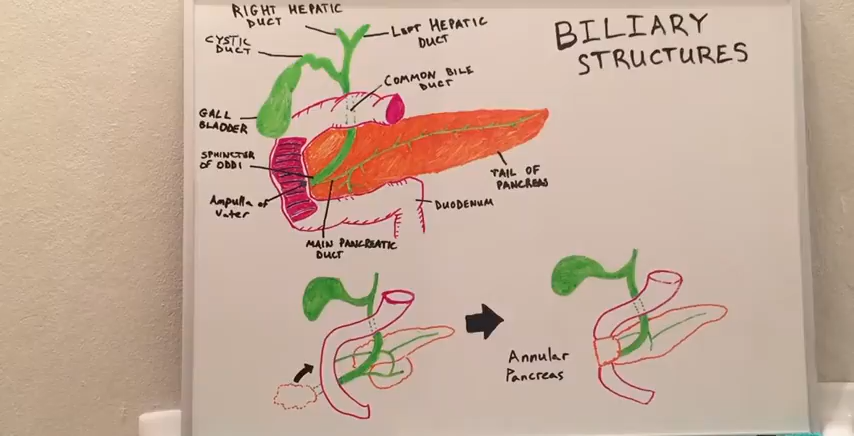 BILIARY
STRUCTURES
RIGHT HEPATIC
DUCT
LEFT HEPATIC
DUCT
CYSTIC
DUCT
COMMON BILE
DUCT
GALL
BLADDER
SPHINCTER
OF ODDI
TAIL OF
PANCREAS
Ampulla of
Vater
DUODENUM
MAIN PANCREATIC
DUCT
Annular
Pancreas